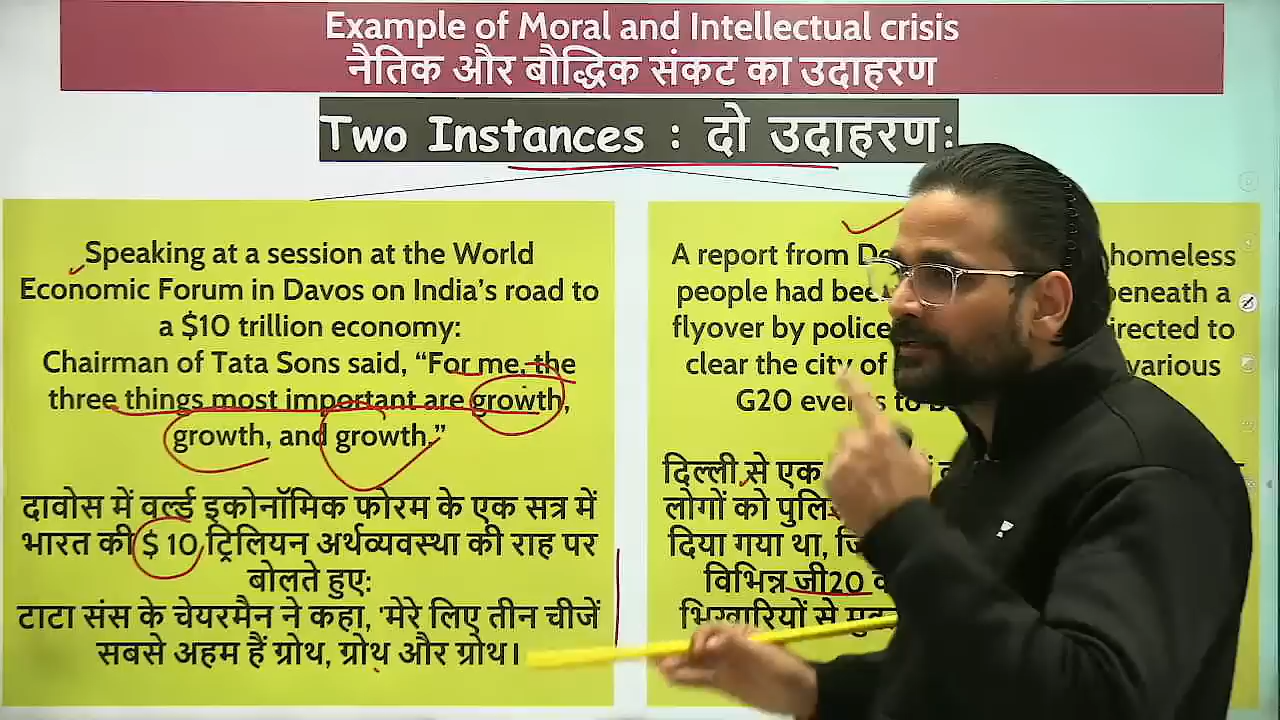 Example of Moral and Intellectual crisis
नैतिक और बौद्धिक संकट का उदाहरण
Two Instances : दो उदाहरण:
Speaking at a session at the World
Economic Forum in Davos on India's road to
a $10 trillion economy:
Chairman of Tata Sons said, “For me, the
three things most important are growth,
growth, and growth.”
दावोस में वर्ल्ड इकोनॉमिक फोरम के एक सत्र में
भारत की $ 10 ट्रिलियन अर्थव्यवस्था की राह पर
बोलते हुए:
टाटा संस के चेयरमैन ने कहा, 'मेरे लिए तीन चीजें
सबसे अहम हैं ग्रोथ, ग्रोथ और ग्रोथ।
A report from homeless
people had beneath a
flyover by police
clear the city of various
G20 to
दिल्ली से एक
लोगों को
दिया गया था,
विभिन्न जी20
भिखारियों से